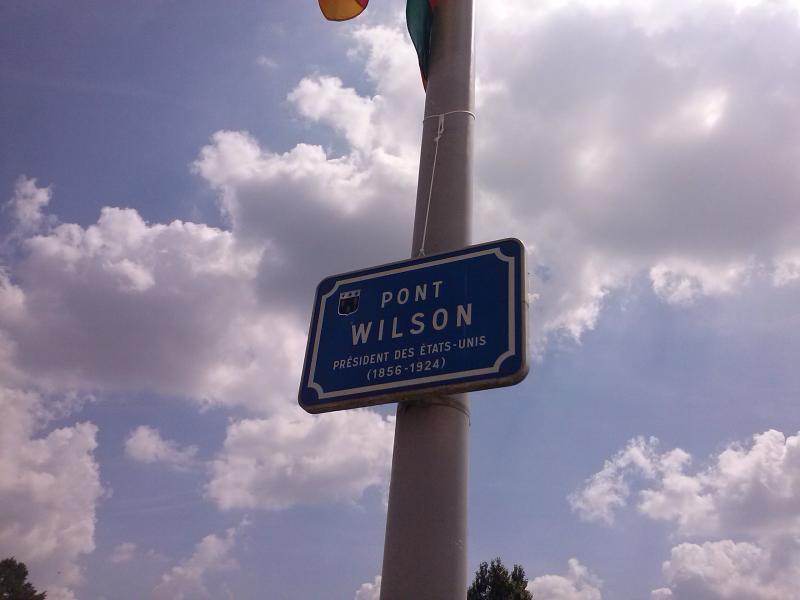 PONT
WILSON
PRÉSIDENT DES ÉTATS-UNIS
(1856-1924)